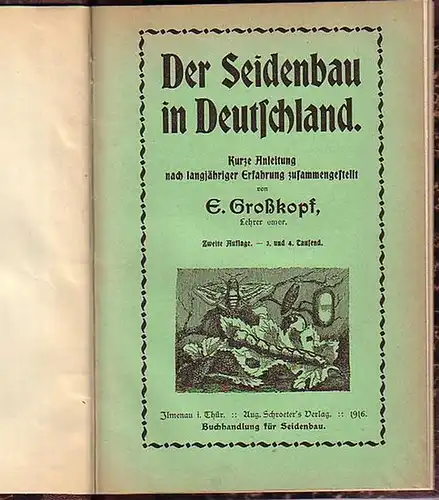 Der Seidenbau
in Deutschland.
Kurze Anleitung
nach langjähriger Erfahrung zusammengestellt
von
E. Großkopf,
Lehrer emer.
Zweite Auflage. — 3. und 4. Tausend.
Ilmenau i. Thür. :: Aug. Schroeter's Verlag. :: 1916.
Buchhandlung für Seidenbau.